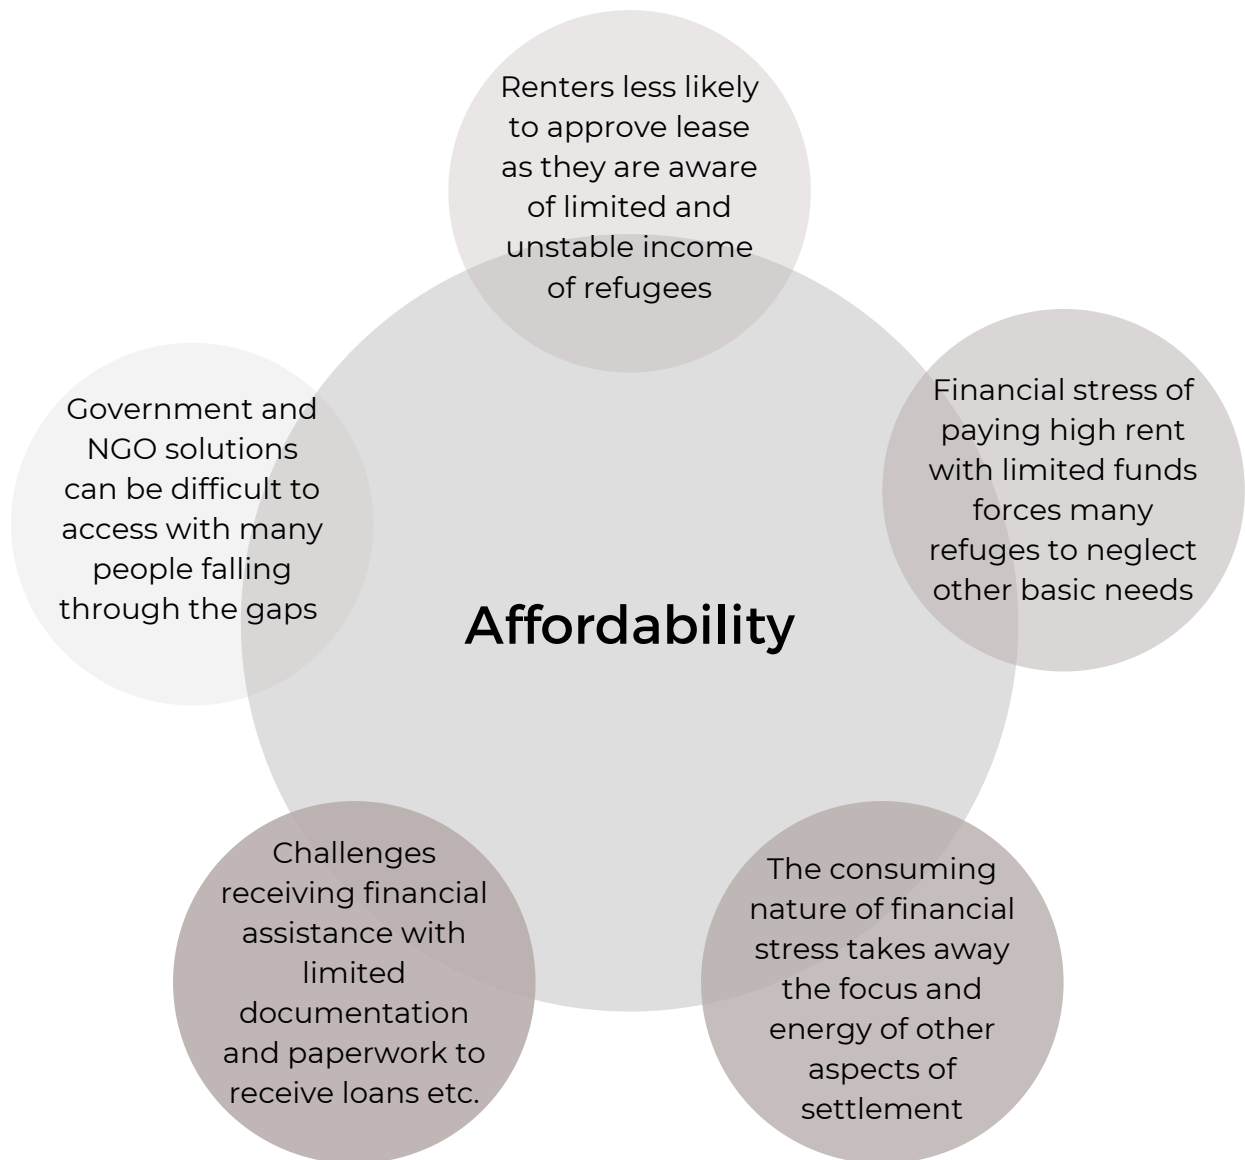 Renters less likely
to approve lease
as they are aware
of limited and
unstable income
of refugees
Financial stress of
paying high rent
with limited funds
forces many
refuges to neglect
other basic needs
Government and
NGO solutions
can be difficult to
access with many
people falling
through the gaps
Affordability
Challenges
receiving financial
assistance with
limited
documentation
and paperwork to
receive loans etc.
The consuming
nature of financial
stress takes away
the focus and
energy of other
aspects of
settlement